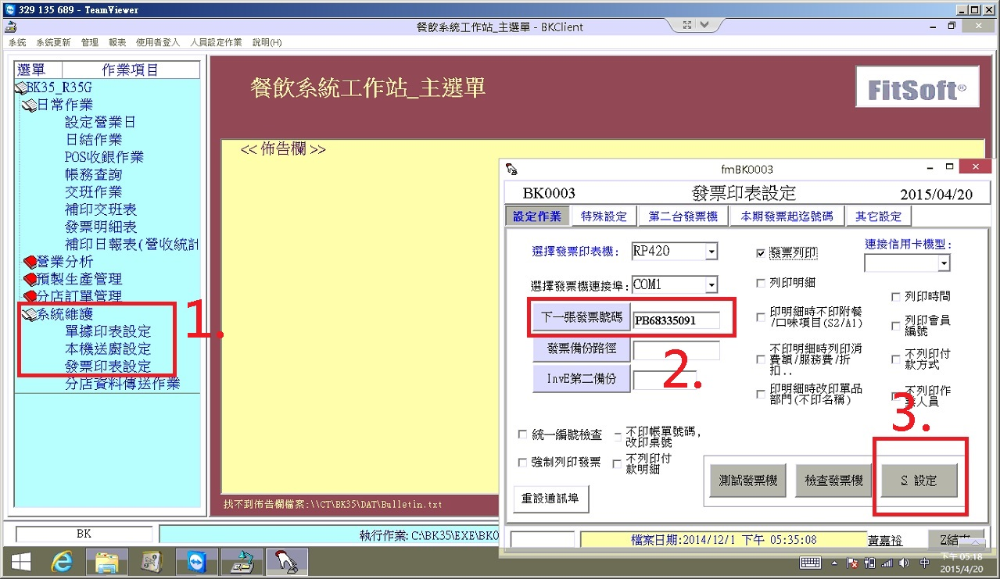 329 135 689 - TeamViewer
餐飲系統工作站_主選單 - BKClient
系統 系統更新 管理 報表 使用者登入 人員設定作業 說明(H)
選單 作業項目
BK35_R35G
日常作業
設定營業日
日結作業
POS收銀作業
帳務查詢
交班作業
補印交班表
發票明細表
補印日報表(營收統計
營業分析
預製生產管理
分店訂單管理
系統維護
單據印表設定
本機送廚設定
發票印表設定
分店資料傳送作業
1.
餐飲系統工作站_主選單
FitSoft®
<< 佈告欄 >>
找不到佈告欄檔案:\\CT\BK35\DAT\Bulletin.txt
fmBK0003
BK0003 發票印表設定 2015/04/20
設定作業 特殊設定 第二台發票機 本期發票起迄號碼 其它設定
選擇發票印表機: RP420
選擇發票機連接埠: COM1
下一張發票號碼 PB68335091
發票備份路徑
InvE第二備份
2.
發票列印
列印明細
印明細時不印附餐
/口味項目(S2/A1)
不印明細時列印消
費額/服務費/折
扣..
印明細時改印單品
部門(不印名稱)
連接信用卡機型:
列印時間
列印會員
編號
不列印付
款方式
不列印作
業人員
3.
統一編號檢查
不印帳單號碼,
改印桌號
強制列印發票
不列印付
款明細
重設通訊埠
測試發票機 檢查發票機 S 設定
檔案日期:2014/12/1 下午 05:35:08
黃嘉裕
Z結束
BK
執行作業: C:\BK35\EXE\BK0
中
下午 05:18
2015/4/20